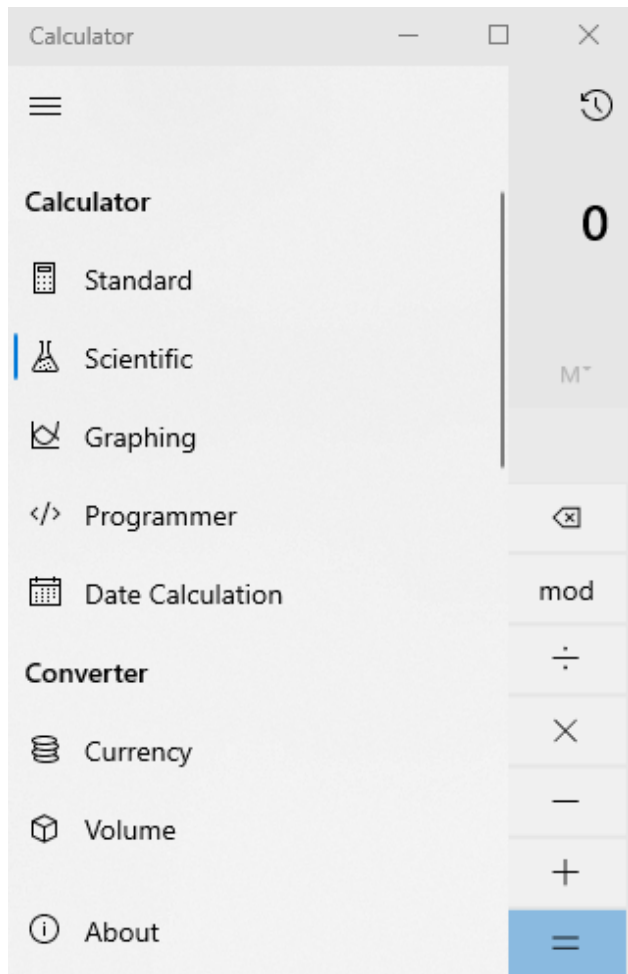 Calculator
Calculator
0
Standard
Scientific
M
Graphing
Programmer
Date Calculation
mod
÷
Converter
×
Currency
−
Volume
+
About
=